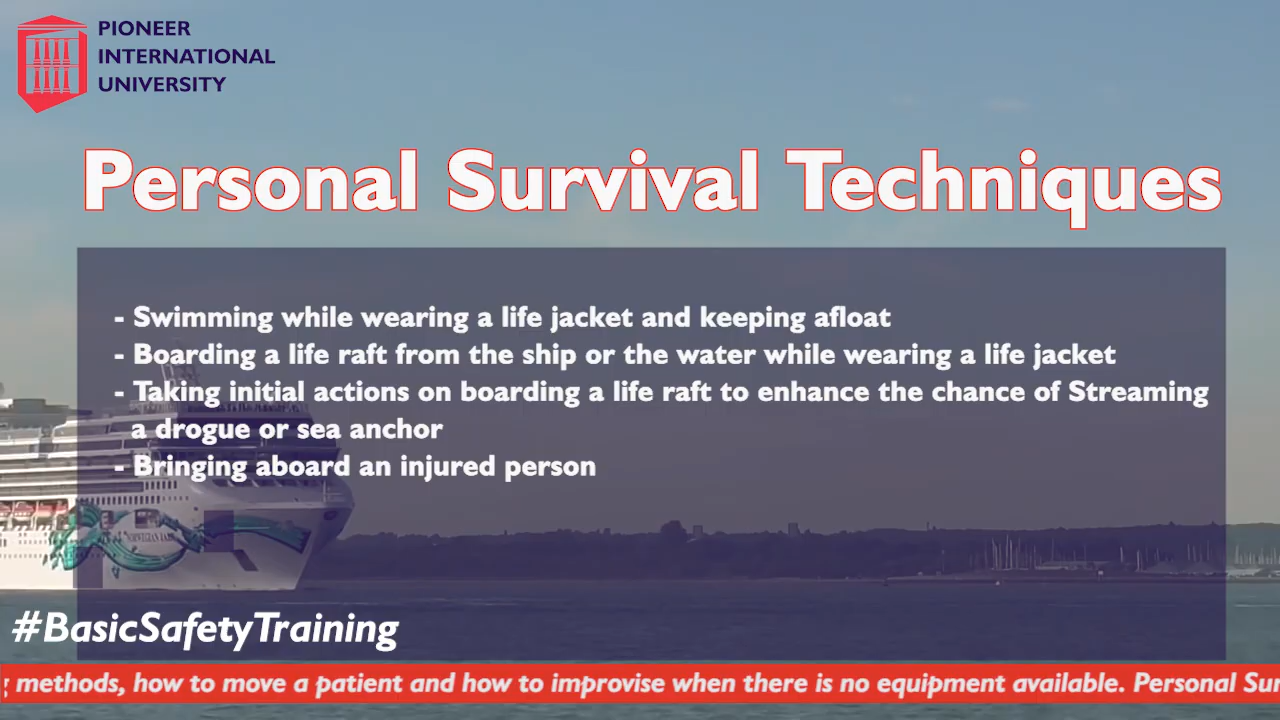 PIONEER
INTERNATIONAL
UNIVERSITY
Personal Survival Techniques
- Swimming while wearing a life jacket and keeping afloat
- Boarding a life raft from the ship or the water while wearing a life jacket
- Taking initial actions on boarding a life raft to enhance the chance of Streaming
a drogue or sea anchor
- Bringing aboard an injured person
#BasicSafetyTraining
methods, how to move a patient and how to improvise when there is no equipment available. Personal Sur